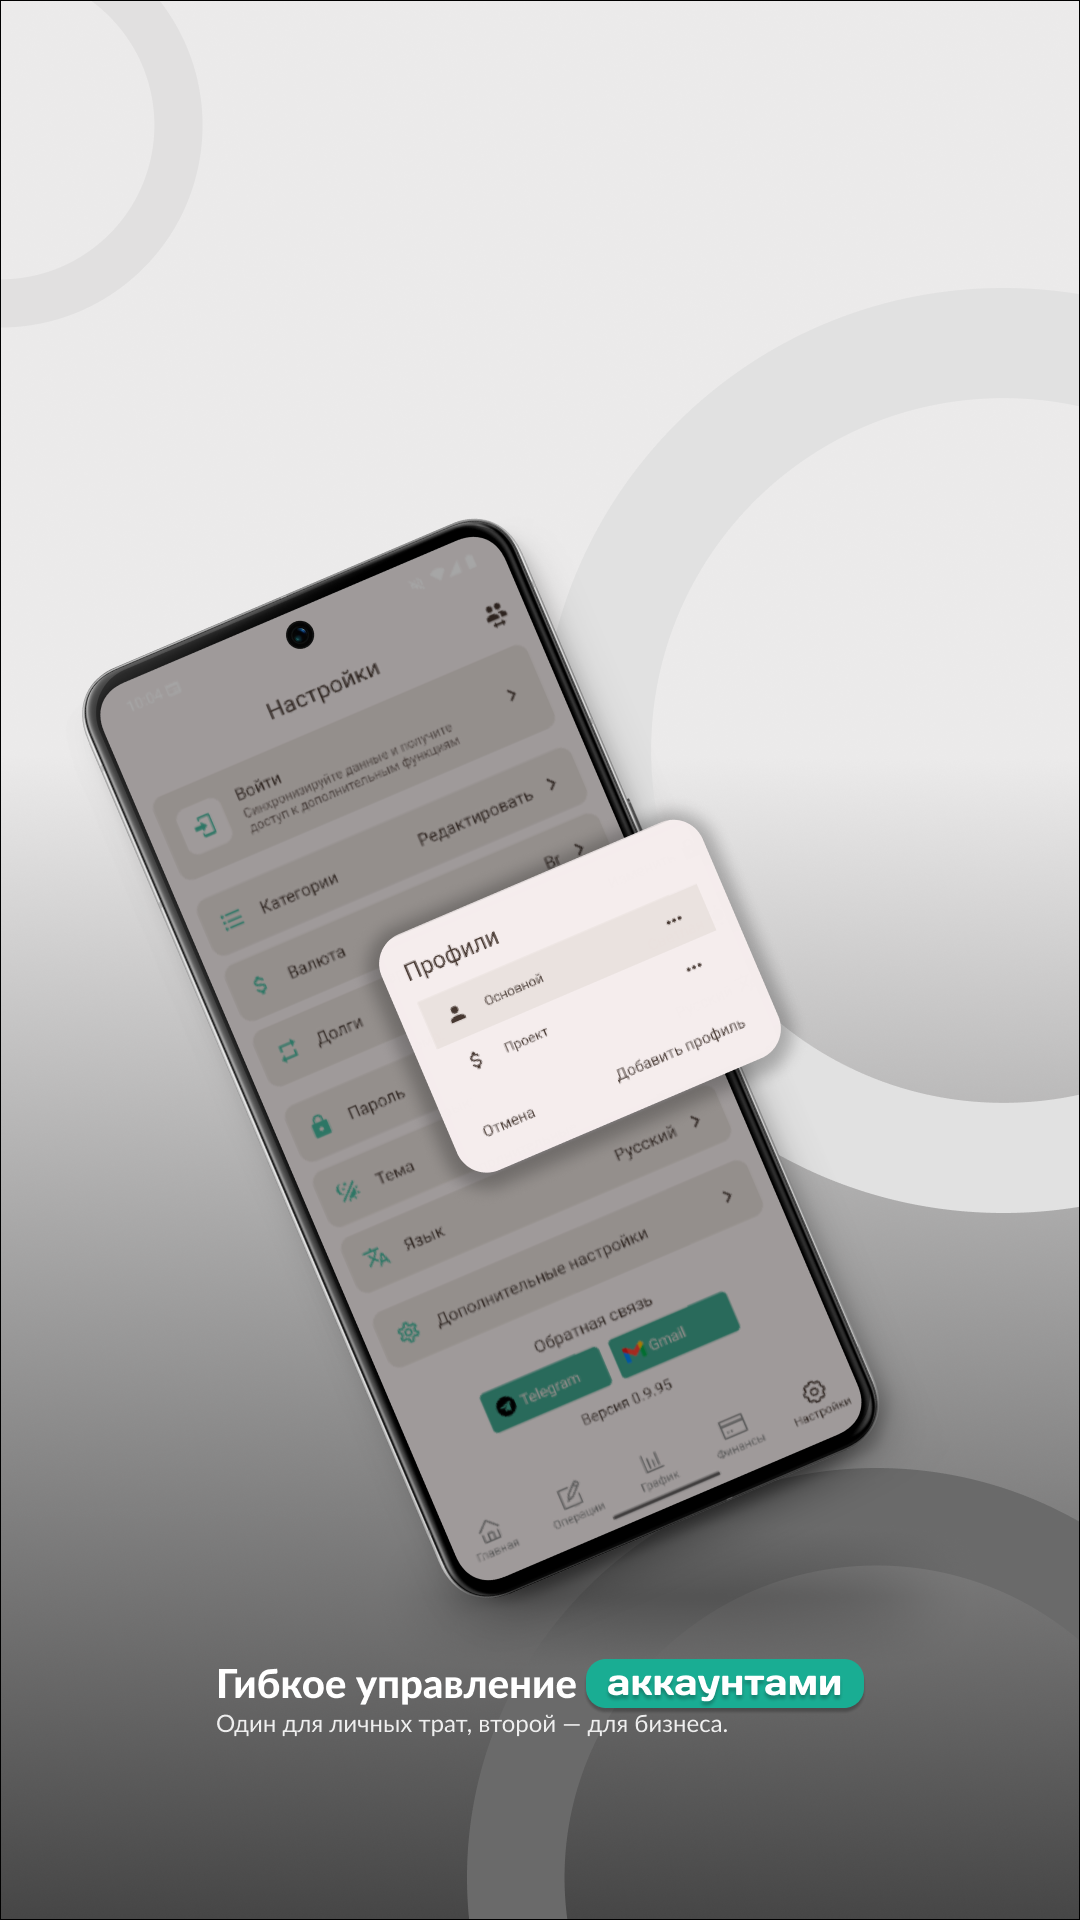 10:04
Настройки
Войти
Синхронизируйте данные и получите
доступ к дополнительным функциям
Категории
Редактировать
Валюта
Br
Долги
Пароль
Тема
Язык
Русский
Дополнительные настройки
Профили
Основной
Проект
Отмена
Добавить профиль
Обратная связь
Telegram
Gmail
Версия 0.9.95
Главная
Операции
График
Финансы
Настройки
Гибкое управление аккаунтами
Один для личных трат, второй — для бизнеса.